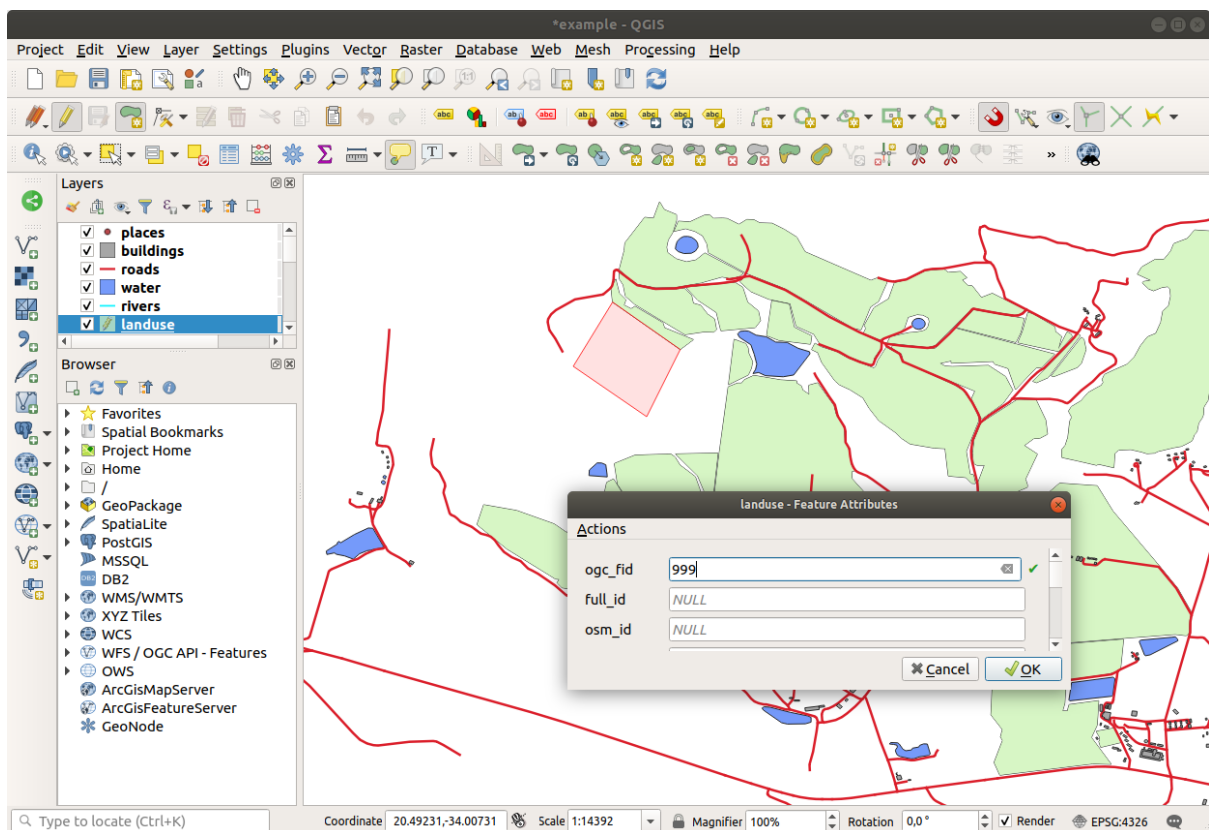 *example - QGIS
Project Edit View Layer Settings Plugins Vector Raster Database Web Mesh Processing Help
Layers
places
buildings
roads
water
rivers
landuse
Browser
Favorites
Spatial Bookmarks
Project Home
Home
/
GeoPackage
SpatiaLite
PostGIS
MSSQL
DB2
WMS/WMTS
XYZ Tiles
WCS
WFS / OGC API - Features
OWS
ArcGisMapServer
ArcGisFeatureServer
GeoNode
landuse - Feature Attributes
Actions
ogc_fid 999
full_id NULL
osm_id NULL
Cancel OK
Type to locate (Ctrl+K) Coordinate 20.49231,-34.00731 Scale 1:14392 Magnifier 100% Rotation 0,0 ° Render EPSG:4326